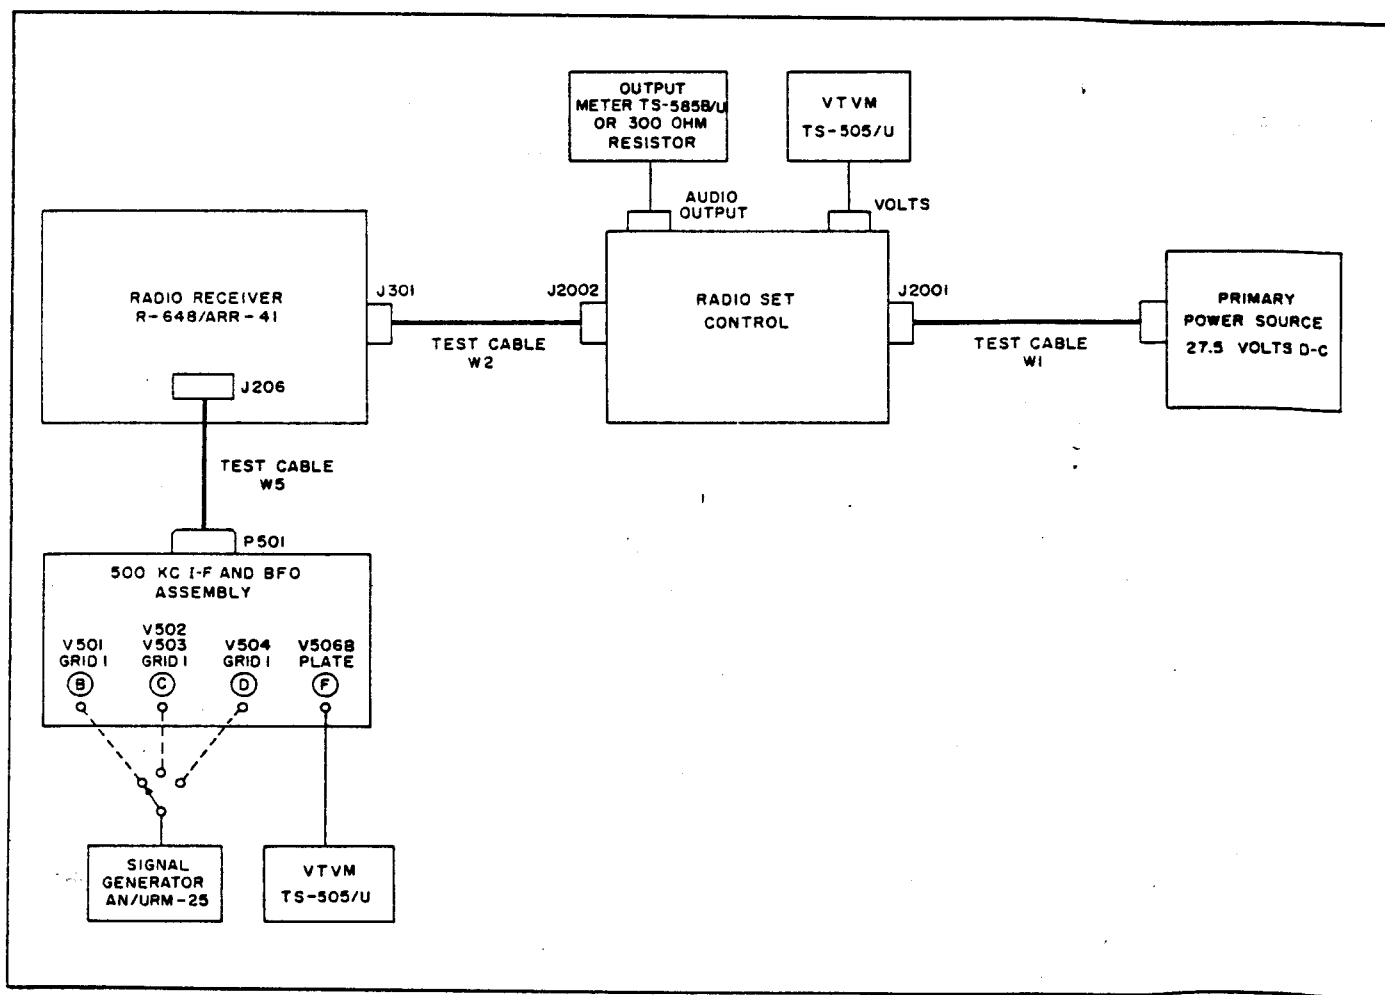 OUTPUT
METER TS-585B/U
OR 300 OHM
RESISTOR
VTVM
TS-505/U
AUDIO
OUTPUT
VOLTS
RADIO RECEIVER
R-648/ARR-41
J301
J206
TEST CABLE
W2
J2002
RADIO SET
CONTROL
J2001
TEST CABLE
W1
PRIMARY
POWER SOURCE
27.5 VOLTS D-C
TEST CABLE
W5
P501
500 KC I-F AND BFO
ASSEMBLY
V501
GRID 1
B
V502
V503
GRID 1
C
V504
GRID 1
D
V506B
PLATE
F
SIGNAL
GENERATOR
AN/URM-25
VTVM
TS-505/U